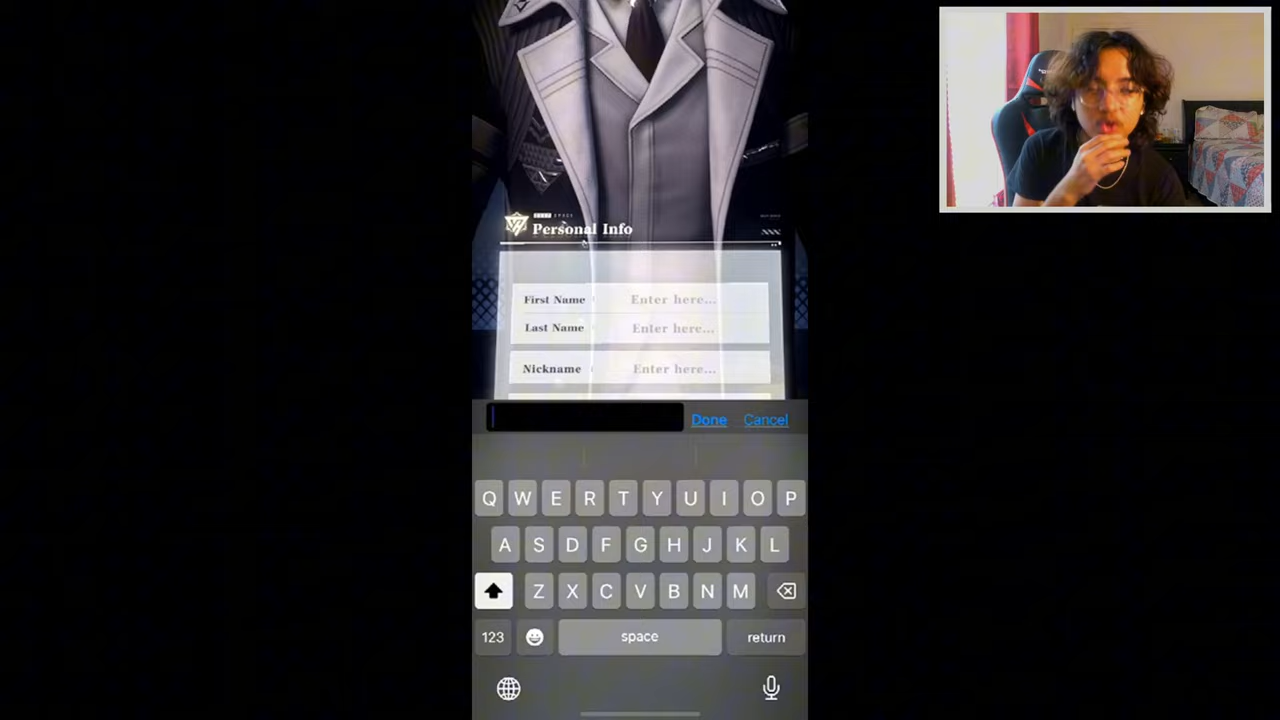 Personal Info
First Name Enter here...
Last Name Enter here...
Nickname Enter here...
Done Cancel
Q W E R T Y U I O P
A S D F G H J K L
Z X C V B N M
123 space return